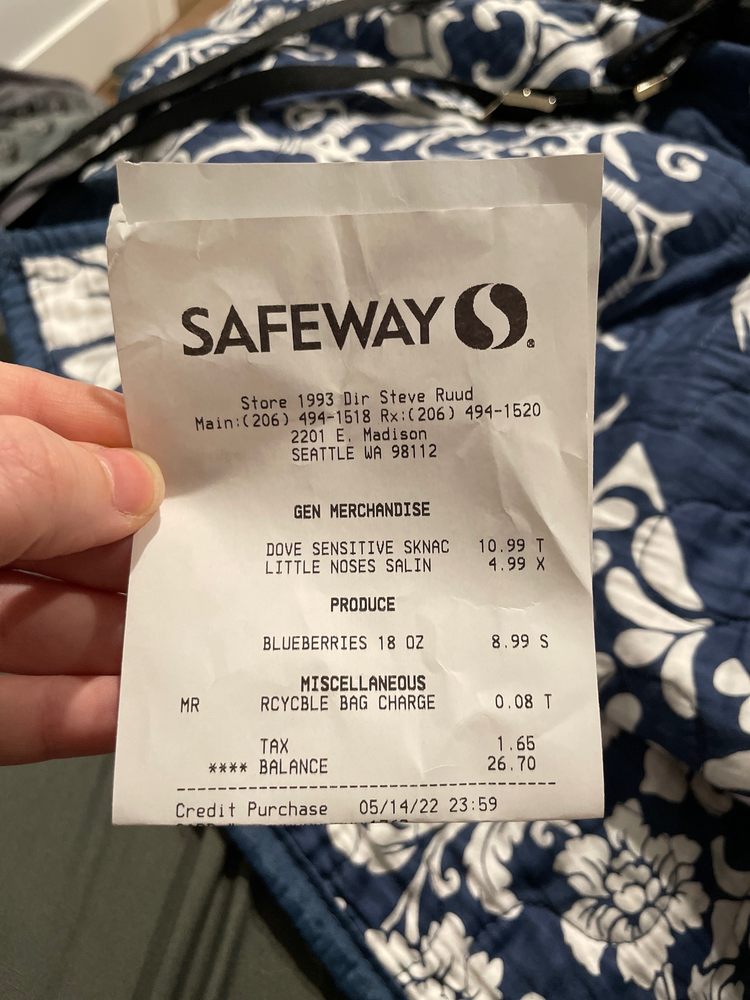 SAFEWAY
Store 1993 Dir Steve Ruud
Main:(206) 494-1518 Rx:(206) 494-1520
2201 E. Madison
SEATTLE WA 98112
GEN MERCHANDISE
DOVE SENSITIVE SKNAC 10.99 T
LITTLE NOSES SALIN 4.99 X
PRODUCE
BLUEBERRIES 18 OZ 8.99 S
MISCELLANEOUS
MR RCYCBLE BAG CHARGE 0.08 T
TAX 1.65
**** BALANCE 26.70
Credit Purchase 05/14/22 23:59